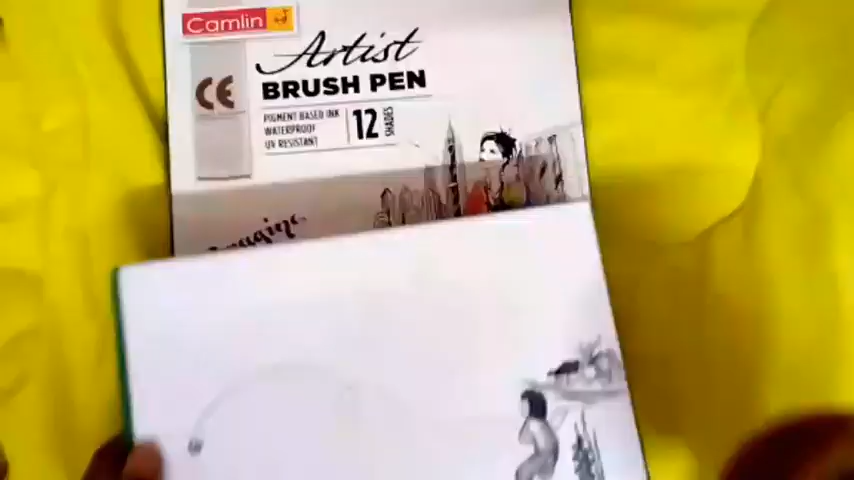 Camlin
Artist
BRUSH PEN
CE
PIGMENT BASED INK
WATERPROOF
UV RESISTANT
12
SHADES